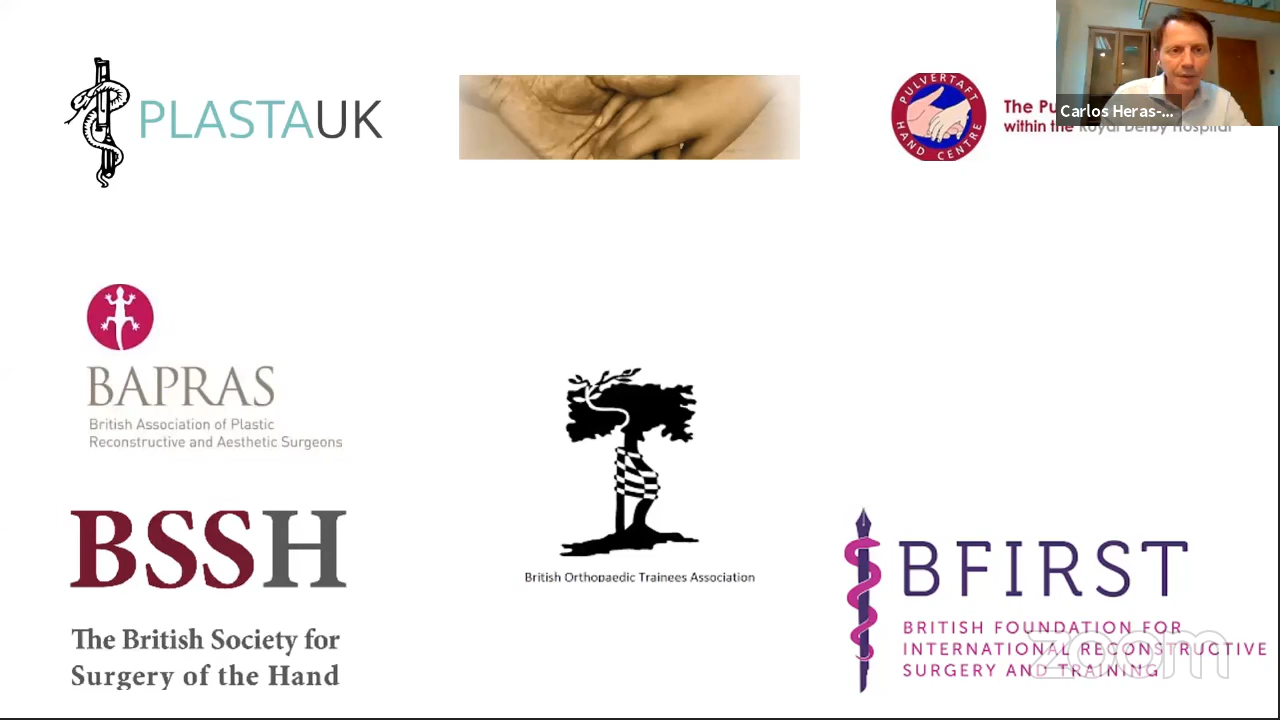 PLASTAUK
PULVERTAFT
HAND CENTRE
The Pu
within the Royal Derby Hospital
Carlos Heras-...
BAPRAS
British Association of Plastic
Reconstructive and Aesthetic Surgeons
BSSH
The British Society for
Surgery of the Hand
British Orthopaedic Trainees Association
BFIRST
BRITISH FOUNDATION FOR
INTERNATIONAL RECONSTRUCTIVE
SURGERY AND TRAINING
zoom